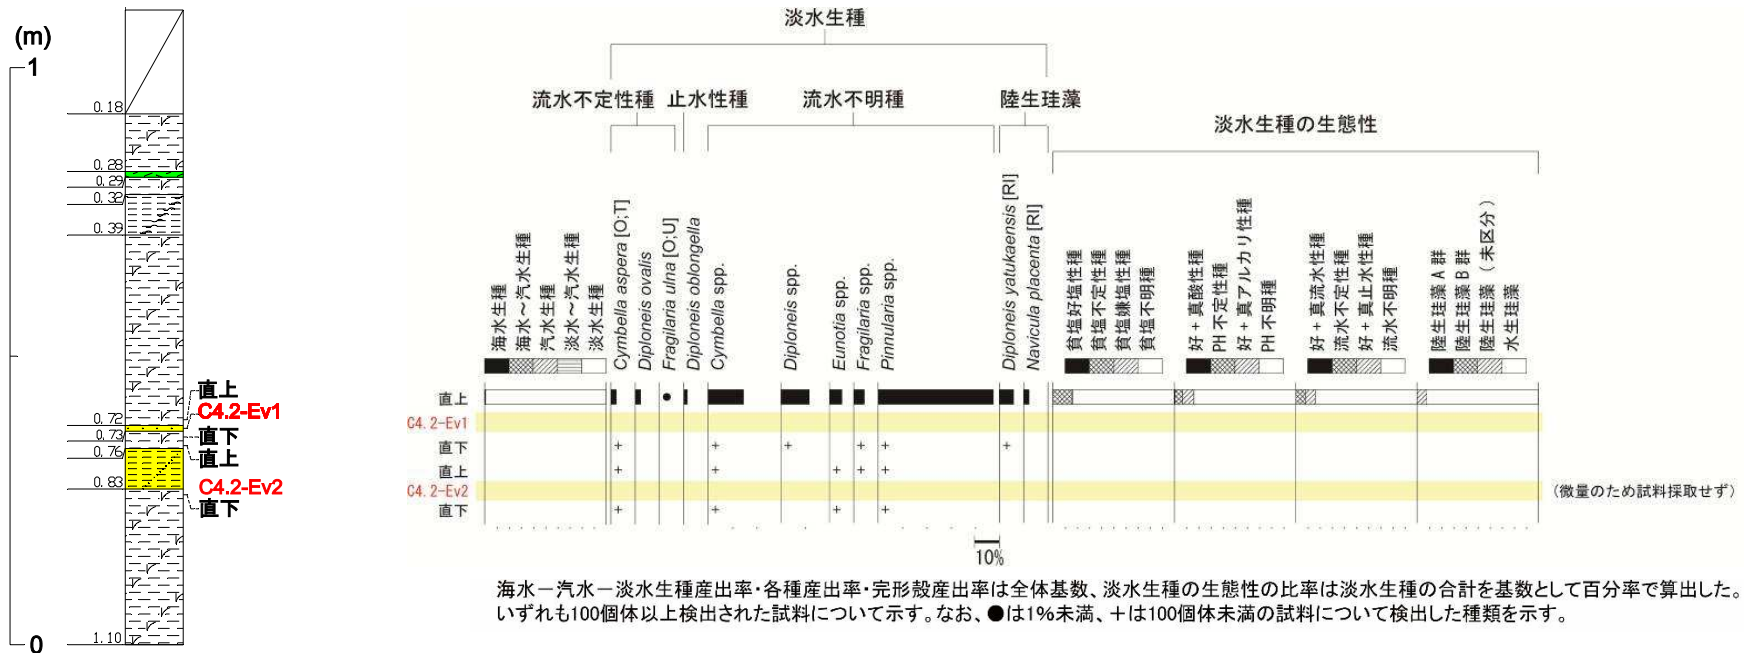 (m)
1
0.18
0.28
0.29
0.32
0.39
0.72
0.73
0.76
0.83
1.10
0
直上
C4.2-Ev1
直下
直上
C4.2-Ev2
直下
淡水生種
流水不定性種
止水性種
流水不明種
陸生珪藻
淡水生種の生態性
海水生種
海水～汽水生種
汽水生種
淡水～汽水生種
淡水生種
Cymbella aspera [O;T]
Diploneis ovalis
Fragilaria ulna [O;U]
Diploneis oblongella
Cymbella spp.
Diploneis spp.
Eunotia spp.
Fragilaria spp.
Pinnularia spp.
Diploneis yatukaensis [RI]
Navicula placenta [RI]
貧塩好塩性種
貧塩不定性種
貧塩嫌塩性種
貧塩不明種
好+真酸性種
PH不定性種
好+真アルカリ性種
PH不明種
好+真流水性種
流水不定性種
好+真止水性種
流水不明種
陸生珪藻A群
陸生珪藻B群
陸生珪藻（未区分）
水生珪藻
直上 ●
C4.2-Ev1
直下 + + + + + +
直上 + + + + +
C4.2-Ev2 (微量のため試料採取せず)
直下 + + + +
10%
海水－汽水－淡水生種産出率・各種産出率・完形殻産出率は全体基数、淡水生種の生態性の比率は淡水生種の合計を基数として百分率で算出した。
いずれも100個体以上検出された試料について示す。なお、●は1%未満、＋は100個体未満の試料について検出した種類を示す。